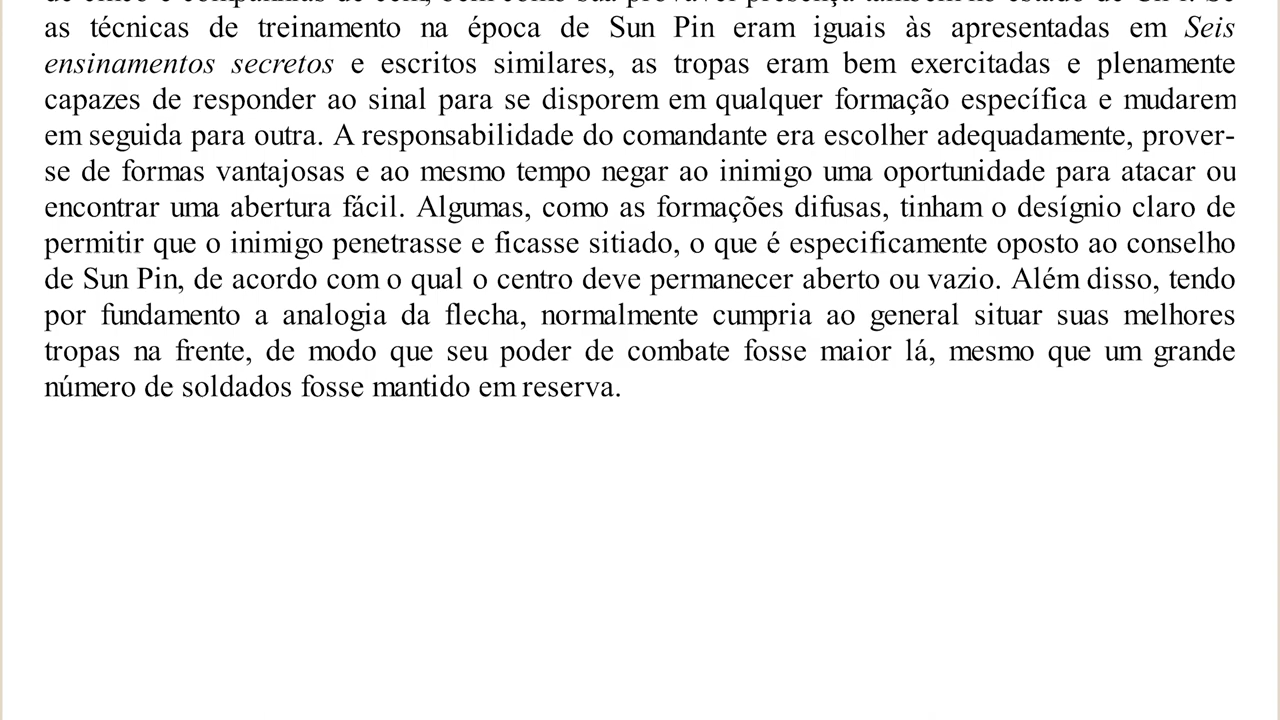 as técnicas de treinamento na época de Sun Pin eram iguais às apresentadas em Seis
ensinamentos secretos e escritos similares, as tropas eram bem exercitadas e plenamente
capazes de responder ao sinal para se disporem em qualquer formação específica e mudarem
em seguida para outra. A responsabilidade do comandante era escolher adequadamente, prover-
se de formas vantajosas e ao mesmo tempo negar ao inimigo uma oportunidade para atacar ou
encontrar uma abertura fácil. Algumas, como as formações difusas, tinham o desígnio claro de
permitir que o inimigo penetrasse e ficasse sitiado, o que é especificamente oposto ao conselho
de Sun Pin, de acordo com o qual o centro deve permanecer aberto ou vazio. Além disso, tendo
por fundamento a analogia da flecha, normalmente cumpria ao general situar suas melhores
tropas na frente, de modo que seu poder de combate fosse maior lá, mesmo que um grande
número de soldados fosse mantido em reserva.